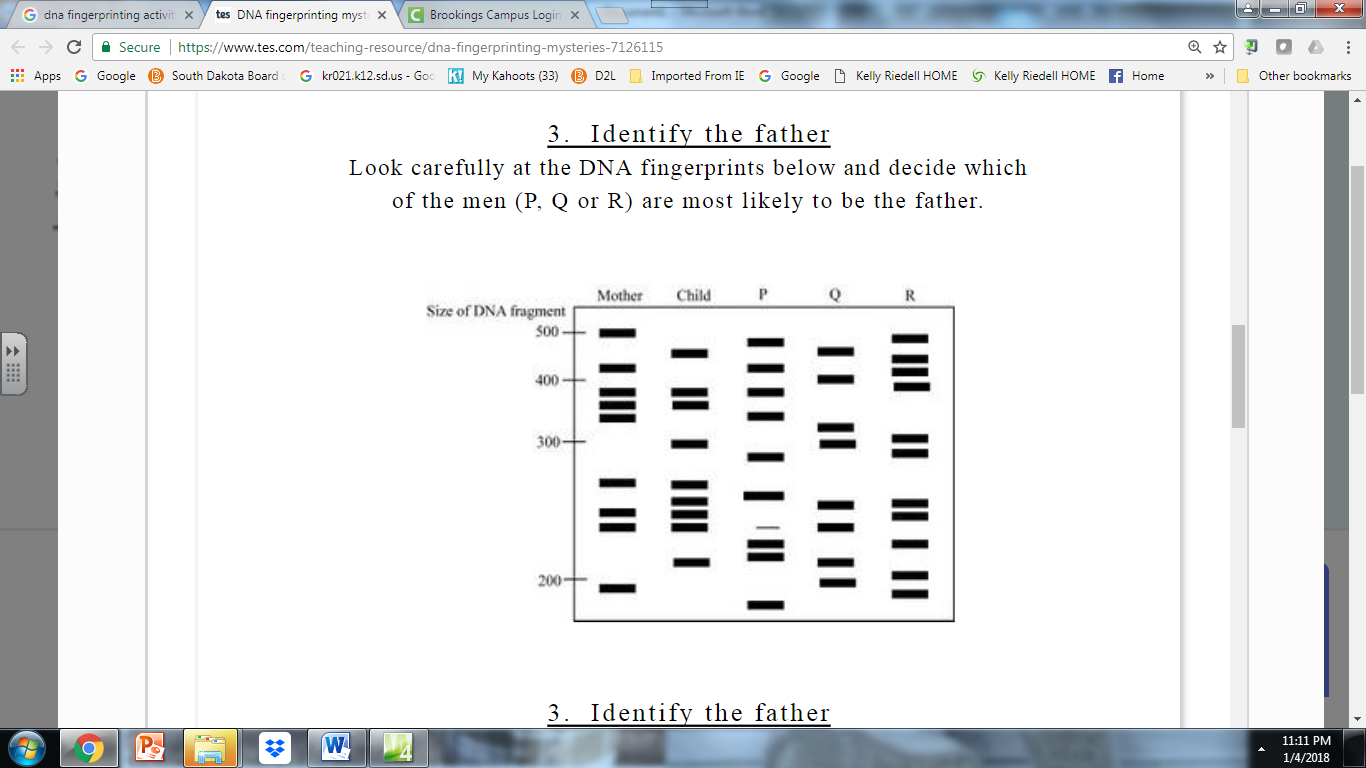 dna fingerprinting activit
tes DNA fingerprinting myst
Brookings Campus Login
Secure | https://www.tes.com/teaching-resource/dna-fingerprinting-mysteries-7126115
Apps Google South Dakota Board kr021.k12.sd.us - Goo K! My Kahoots (33) D2L Imported From IE Google Kelly Riedell HOME Kelly Riedell HOME Home » Other bookmarks
3. Identify the father
Look carefully at the DNA fingerprints below and decide which
of the men (P, Q or R) are most likely to be the father.
Mother Child P Q R
Size of DNA fragment
500
400
300
200
3. Identify the father
11:11 PM
1/4/2018